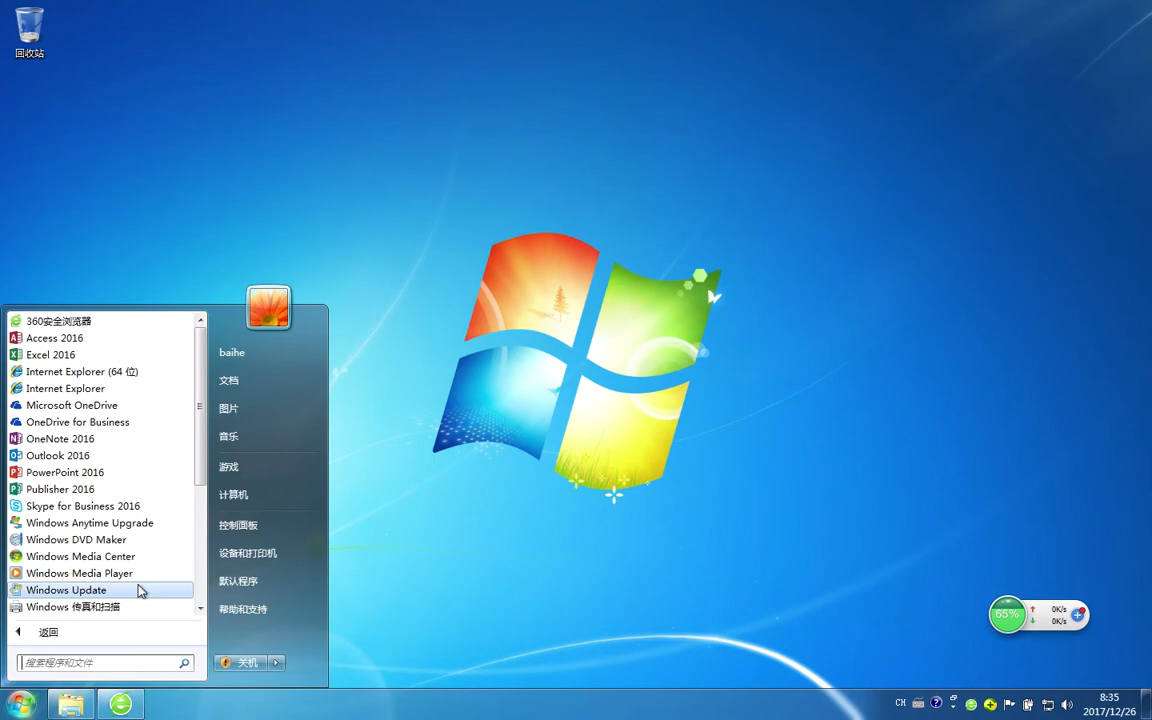 回收站
360安全浏览器
Access 2016
Excel 2016
Internet Explorer (64 位)
Internet Explorer
Microsoft OneDrive
OneDrive for Business
OneNote 2016
Outlook 2016
PowerPoint 2016
Publisher 2016
Skype for Business 2016
Windows Anytime Upgrade
Windows DVD Maker
Windows Media Center
Windows Media Player
Windows Update
Windows 传真和扫描
返回
搜索程序和文件
baihe
文档
图片
音乐
游戏
计算机
控制面板
设备和打印机
默认程序
帮助和支持
关机
65%
0K/s
0K/s
CH
8:35
2017/12/26